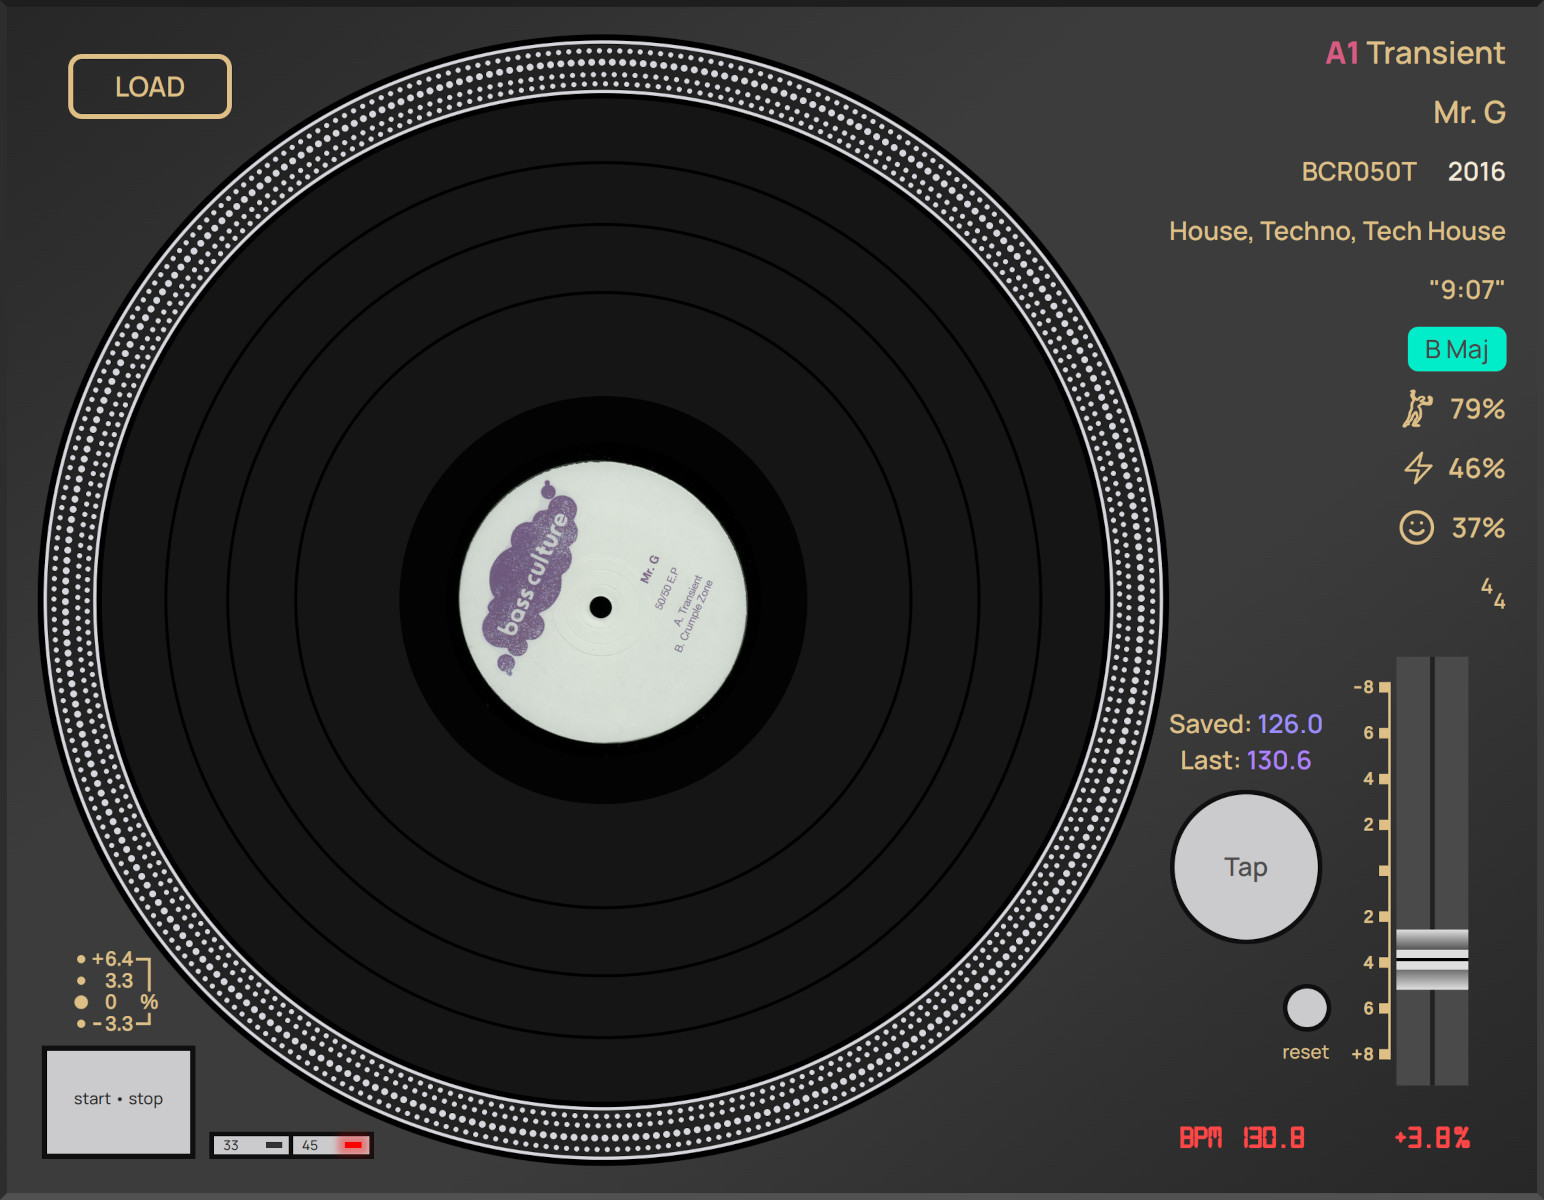 LOAD
A1 Transient
Mr. G
BCR050T 2016
House, Techno, Tech House
"9:07"
B Maj
79%
46%
37%
4
4
bass culture
Mr. G
50/50 E.P
A. Transient
B. Crumple Zone
Saved: 126.0
Last: 130.6
Tap
reset
-8
6
4
2
2
4
6
+8
+6.4
3.3
0 %
-3.3
start • stop
33
45
BPM 130.8
+3.8%